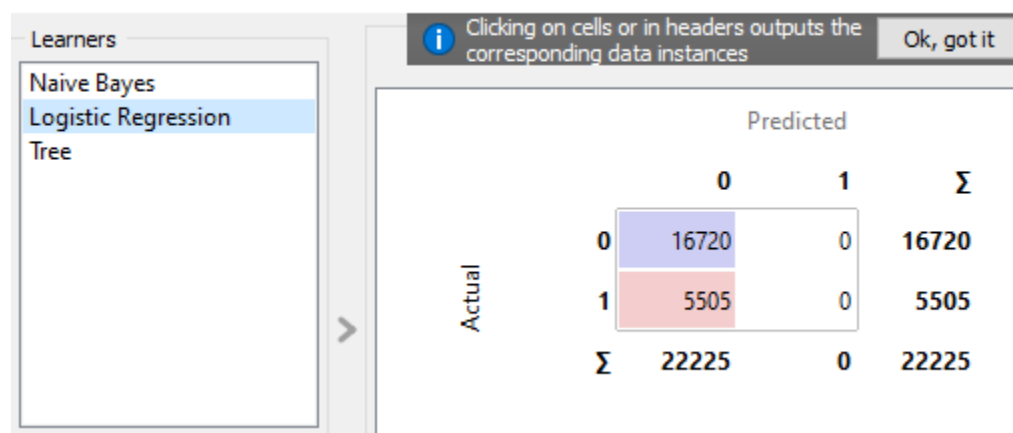 Learners
Naive Bayes
Logistic Regression
Tree
Clicking on cells or in headers outputs the
corresponding data instances
Ok, got it
Predicted
0 1 Σ
Actual
0 16720 0 16720
1 5505 0 5505
Σ 22225 0 22225